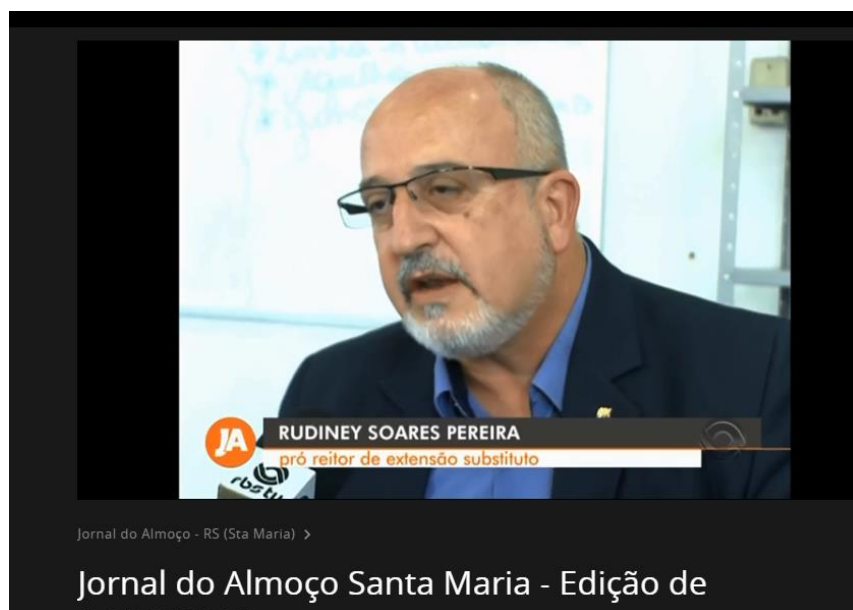 JA
RUDINEY SOARES PEREIRA
pró reitor de extensão substituto
rbstv
Jornal do Almoço - RS (Sta Maria) >
Jornal do Almoço Santa Maria - Edição de